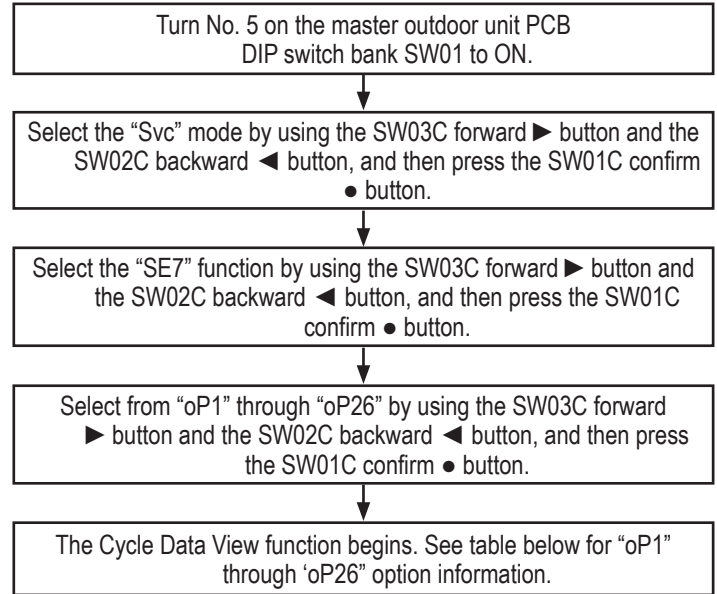 Turn No. 5 on the master outdoor unit PCB
DIP switch bank SW01 to ON.
Select the “Svc” mode by using the SW03C forward ► button and the
SW02C backward ◄ button, and then press the SW01C confirm
● button.
Select the “SE7” function by using the SW03C forward ► button and
the SW02C backward ◄ button, and then press the SW01C
confirm ● button.
Select from “oP1” through “oP26” by using the SW03C forward
► button and the SW02C backward ◄ button, and then press
the SW01C confirm ● button.
The Cycle Data View function begins. See table below for “oP1”
through ‘oP26” option information.